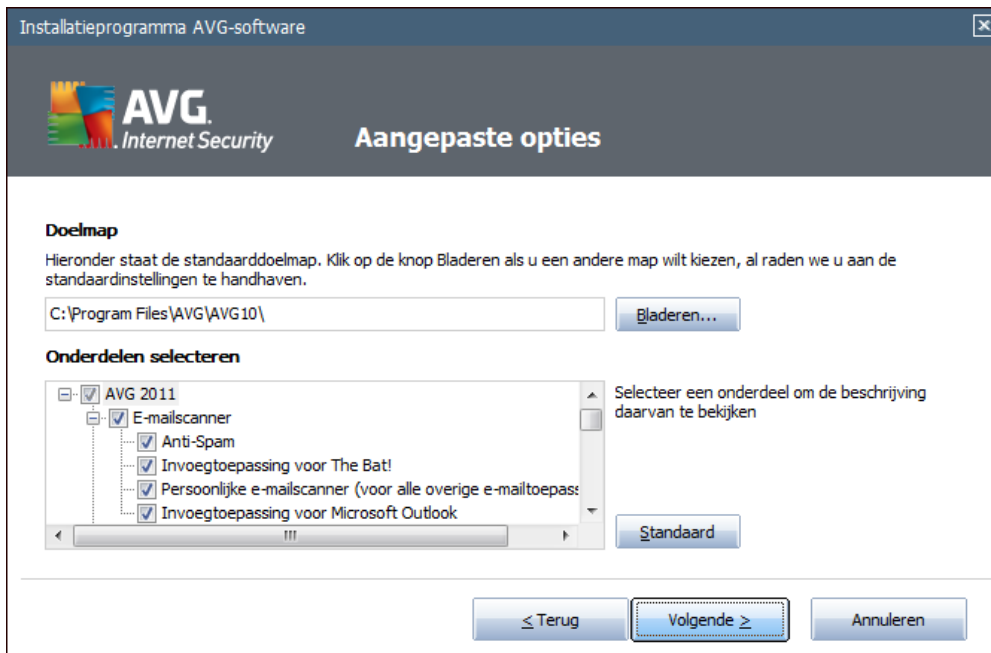 Installatieprogramma AVG-software
AVG.
Internet Security
Aangepaste opties
Doelmap
Hieronder staat de standaarddoelmap. Klik op de knop Bladeren als u een andere map wilt kiezen, al raden we u aan de
standaardinstellingen te handhaven.
C:\Program Files\AVG\AVG10\
Bladeren...
Onderdelen selecteren
AVG 2011
E-mailscanner
Anti-Spam
Invoegtoepassing voor The Bat!
Persoonlijke e-mailscanner (voor alle overige e-mailtoepass
Invoegtoepassing voor Microsoft Outlook
Selecteer een onderdeel om de beschrijving
daarvan te bekijken
Standaard
< Terug
Volgende >
Annuleren